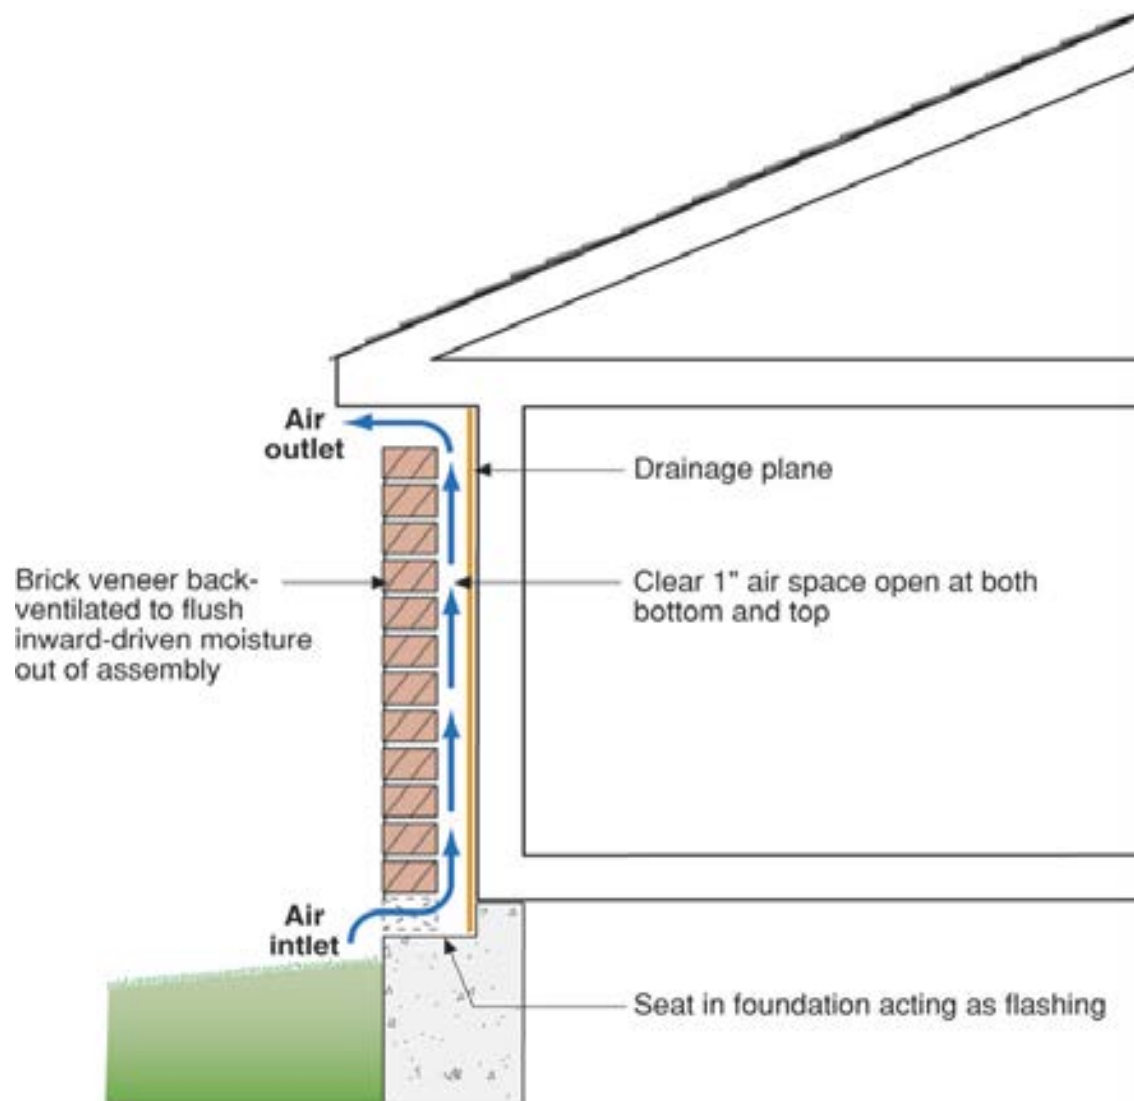 Air
outlet
Drainage plane
Brick veneer back-
ventilated to flush
inward-driven moisture
out of assembly
Clear 1" air space open at both
bottom and top
Air
intlet
Seat in foundation acting as flashing